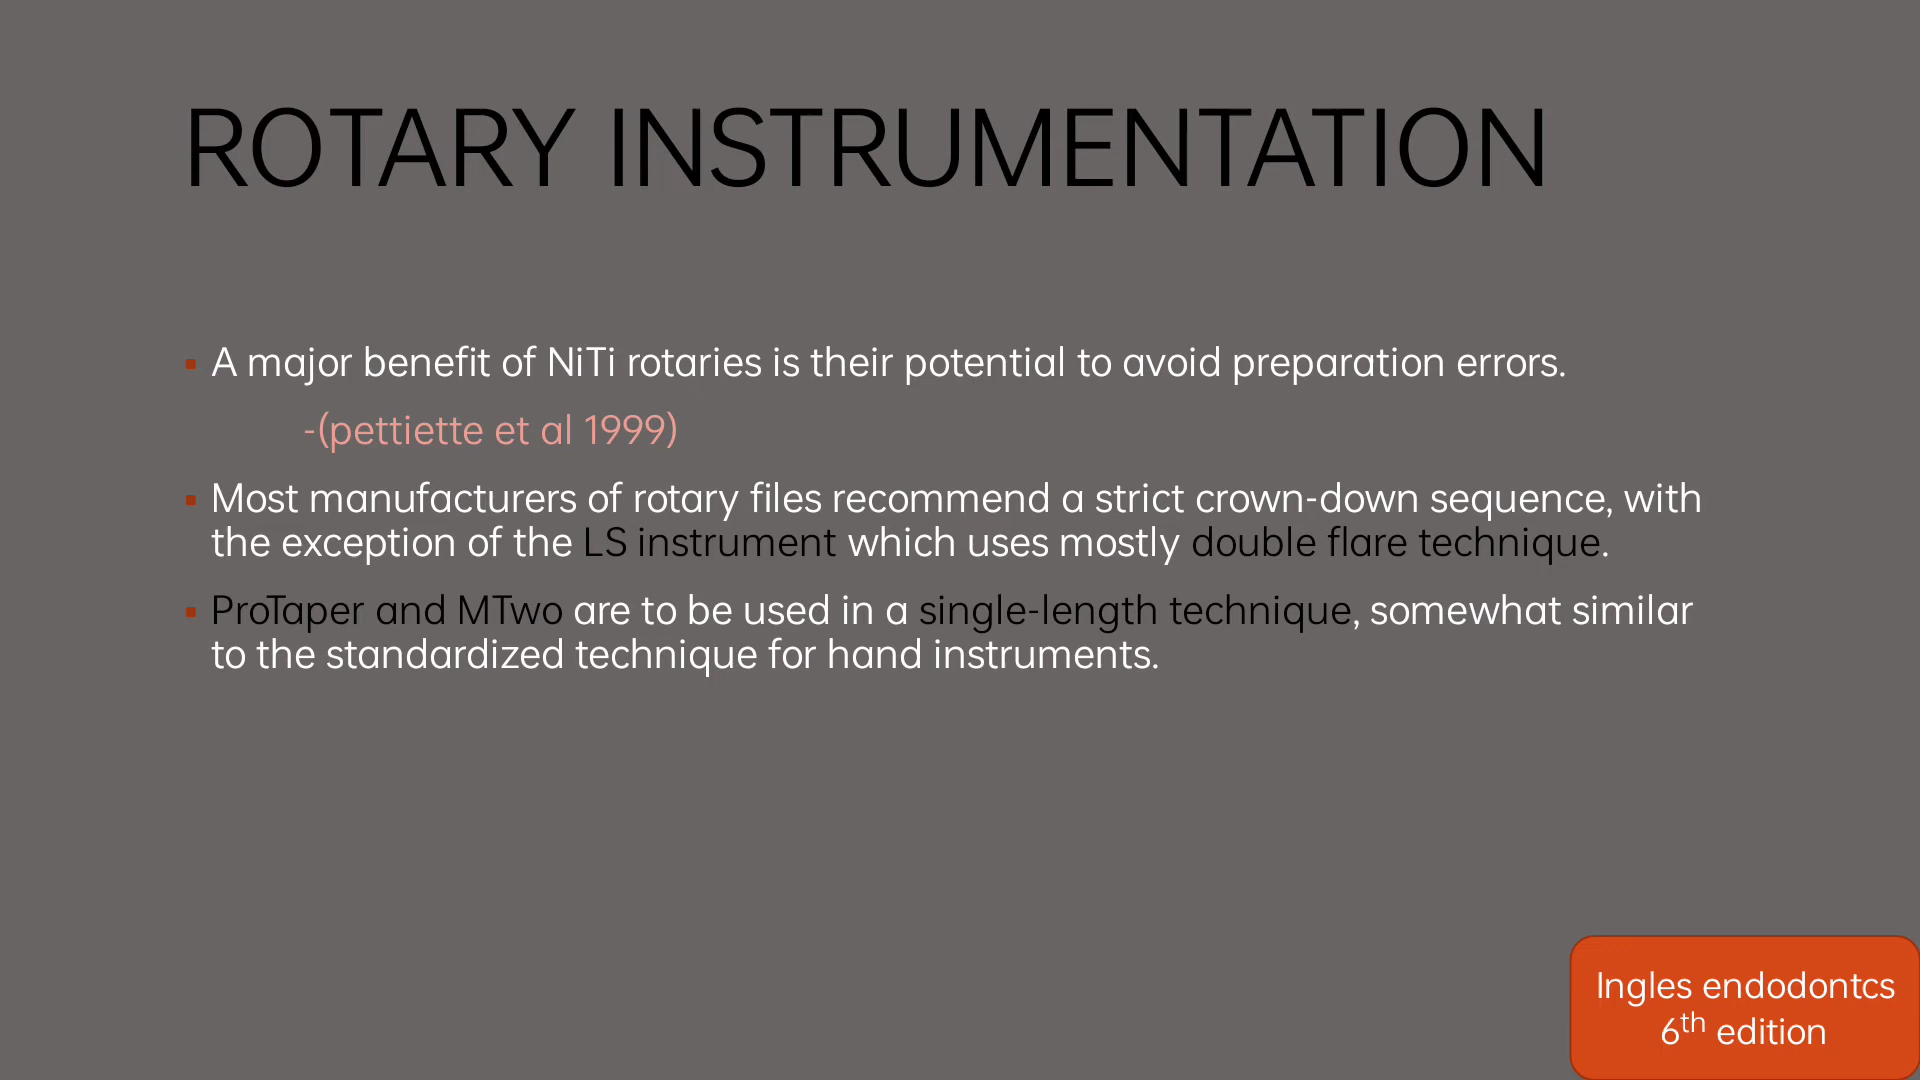 ROTARY INSTRUMENTATION
▪ A major benefit of NiTi rotaries is their potential to avoid preparation errors.
-(pettiette et al 1999)
▪ Most manufacturers of rotary files recommend a strict crown-down sequence, with
the exception of the LS instrument which uses mostly double flare technique.
▪ ProTaper and MTwo are to be used in a single-length technique, somewhat similar
to the standardized technique for hand instruments.
Ingles endodontcs
6th edition